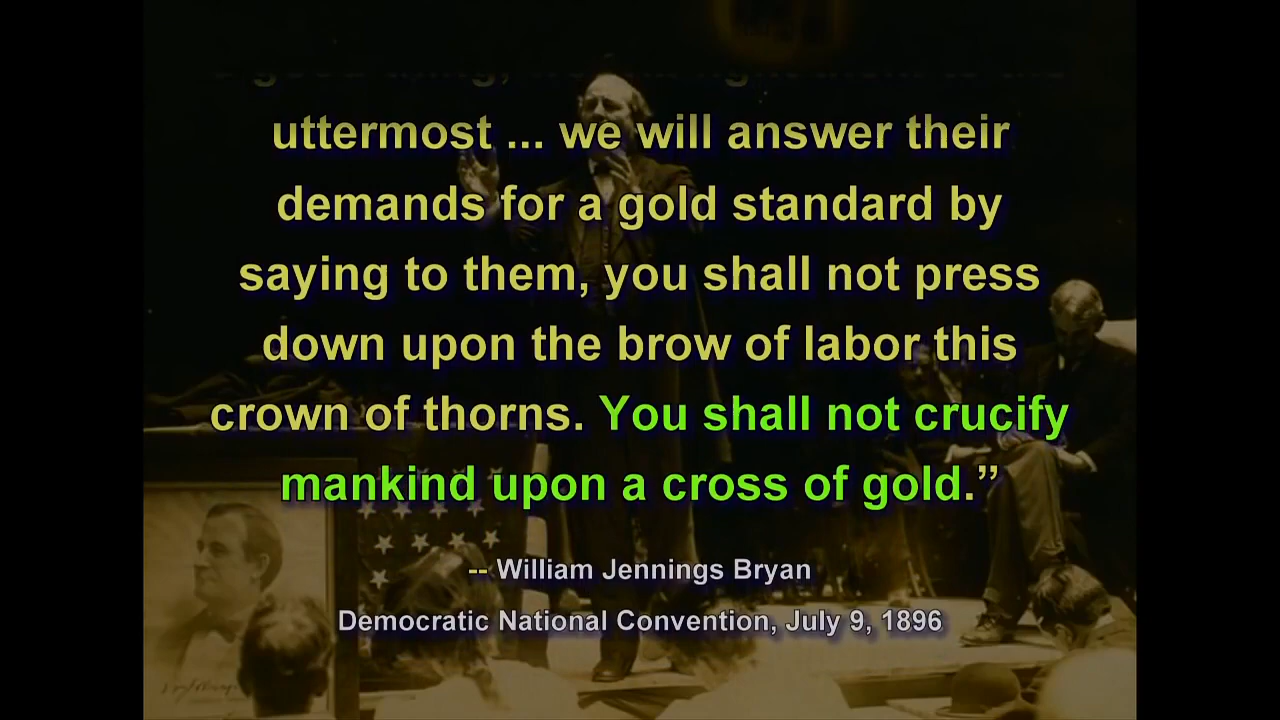 uttermost ... we will answer their
demands for a gold standard by
saying to them, you shall not press
down upon the brow of labor this
crown of thorns. You shall not crucify
mankind upon a cross of gold.”
-- William Jennings Bryan
Democratic National Convention, July 9, 1896